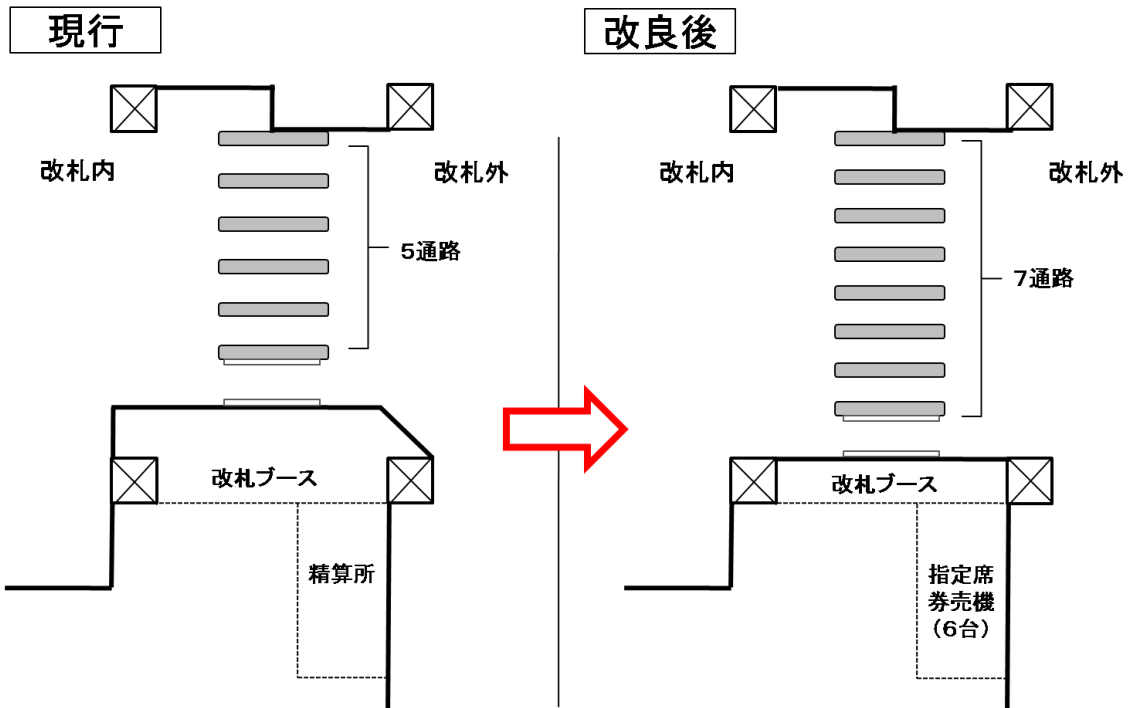 現行
改札内
改札外
5通路
改札ブース
精算所
改良後
改札内
改札外
7通路
改札ブース
指定席
券売機
(6台)